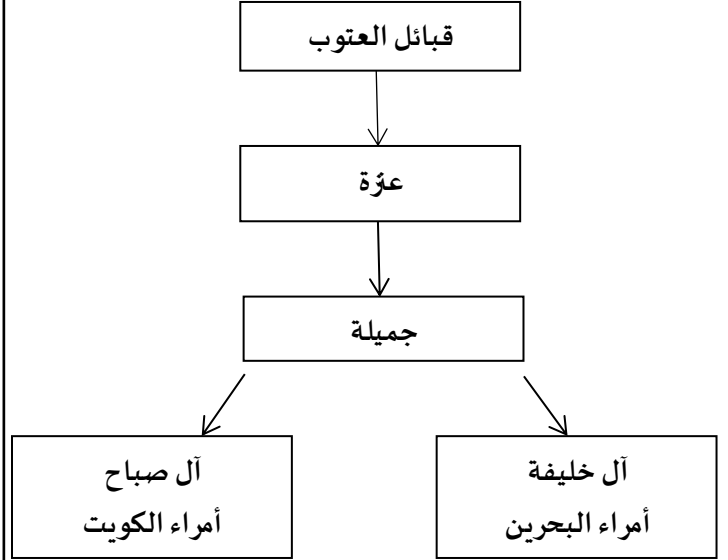 قبائل العتوب
عنزة
جميلة
آل خليفة
أمراء البحرين
آل صباح
أمراء الكويت